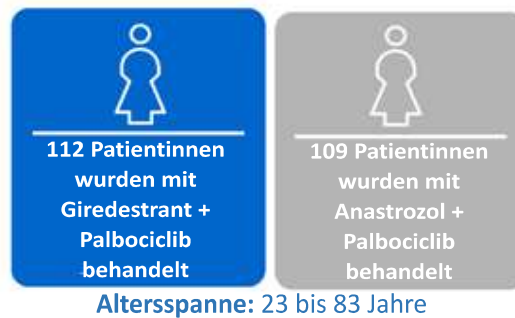 112 Patientinnen
wurden mit
Giredestrant +
Palbociclib
behandelt
109 Patientinnen
wurden mit
Anastrozol +
Palbociclib
behandelt
Altersspanne: 23 bis 83 Jahre